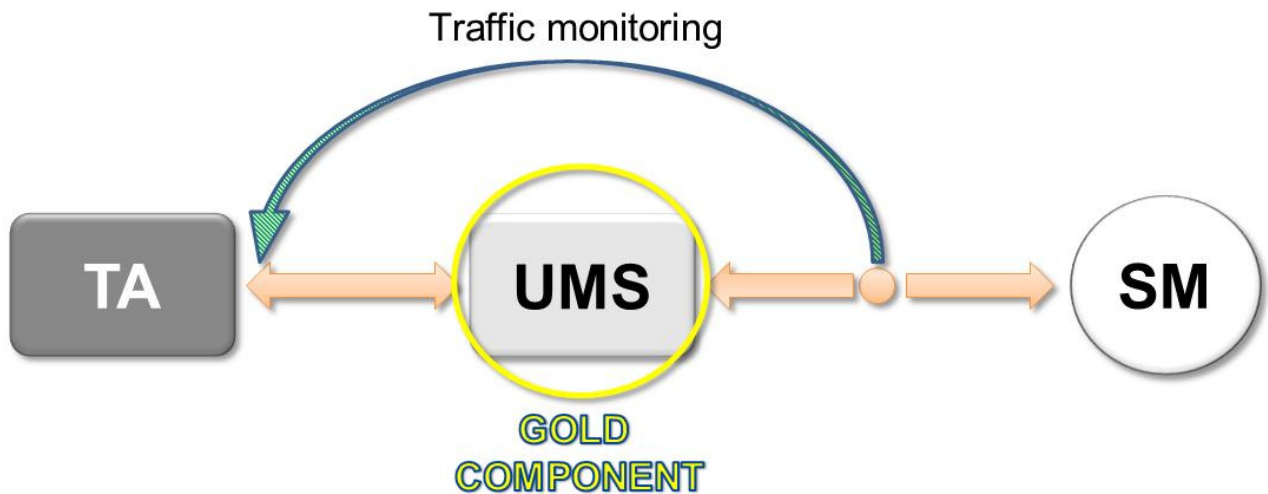 Traffic monitoring
TA
UMS
SM
GOLD
COMPONENT